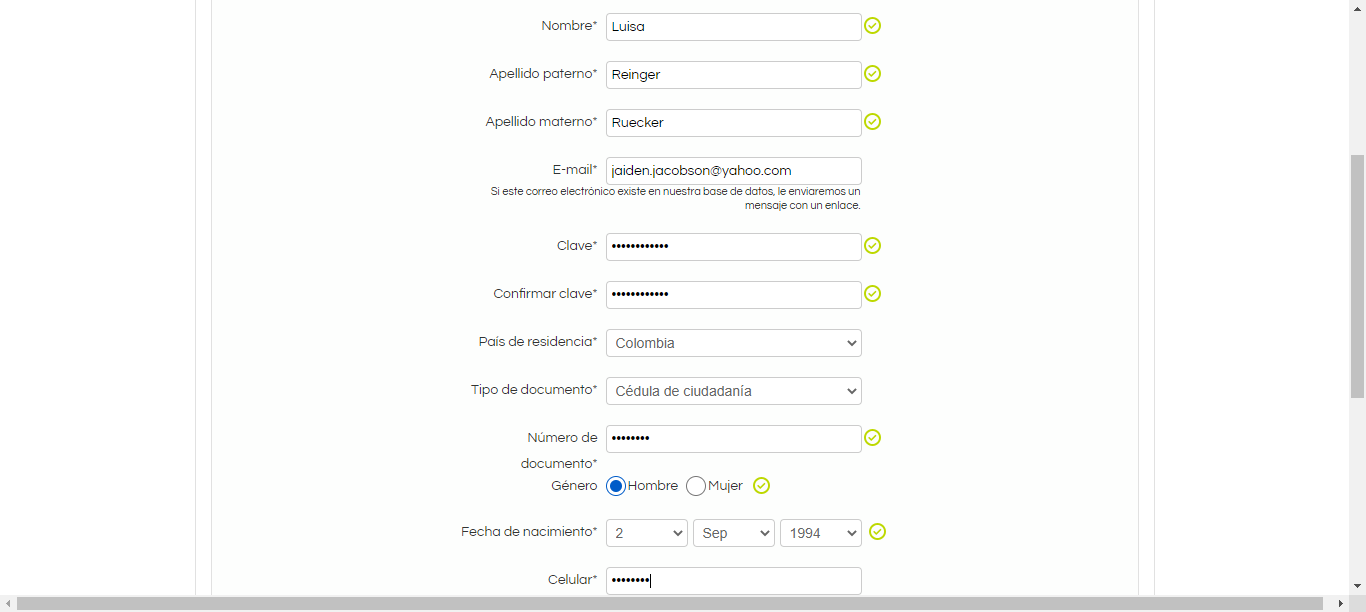 Nombre* Luisa
Apellido paterno* Reinger
Apellido materno* Ruecker
E-mail* jaiden.jacobson@yahoo.com
Si este correo electrónico existe en nuestra base de datos, le enviaremos un
mensaje con un enlace.
Clave* ••••••••••••
Confirmar clave* ••••••••••••
País de residencia* Colombia
Tipo de documento* Cédula de ciudadanía
Número de ••••••••
documento*
Género Hombre Mujer
Fecha de nacimiento* 2 Sep 1994
Celular* ••••••••